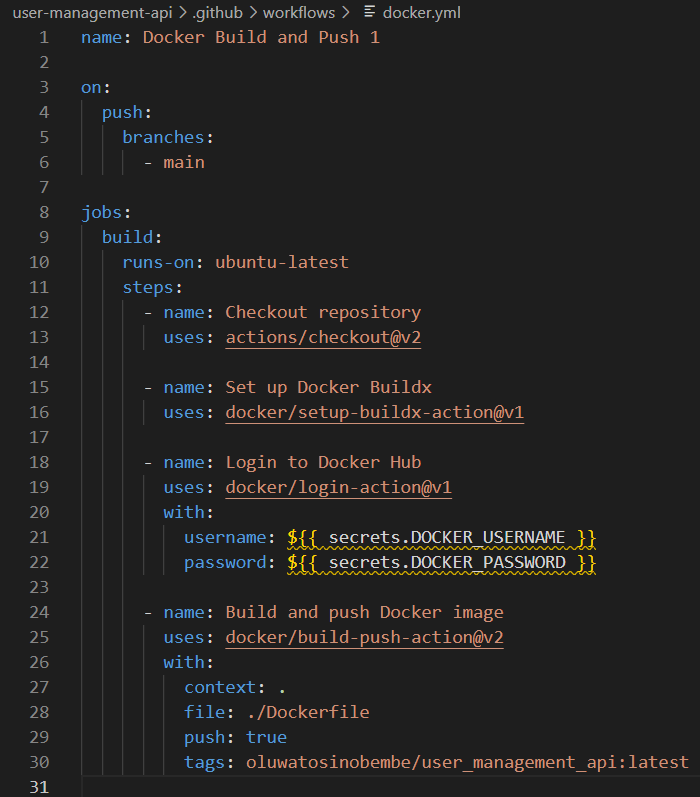 user-management-api > .github > workflows > docker.yml
1 name: Docker Build and Push 1
2
3 on:
4   push:
5     branches:
6       - main
7
8 jobs:
9   build:
10     runs-on: ubuntu-latest
11     steps:
12       - name: Checkout repository
13         uses: actions/checkout@v2
14
15       - name: Set up Docker Buildx
16         uses: docker/setup-buildx-action@v1
17
18       - name: Login to Docker Hub
19         uses: docker/login-action@v1
20         with:
21           username: ${{ secrets.DOCKER_USERNAME }}
22           password: ${{ secrets.DOCKER_PASSWORD }}
23
24       - name: Build and push Docker image
25         uses: docker/build-push-action@v2
26         with:
27           context: .
28           file: ./Dockerfile
29           push: true
30           tags: oluwatosinobembe/user_management_api:latest
31